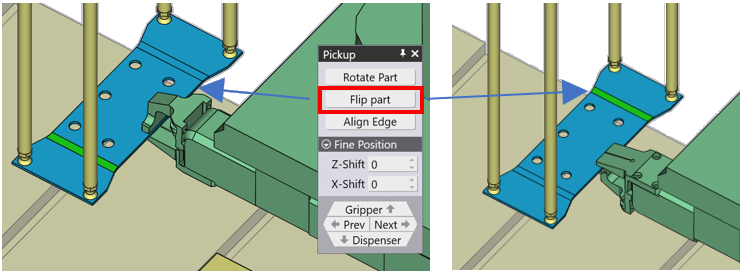 Pickup
Rotate Part
Flip part
Align Edge
Fine Position
Z-Shift 0
X-Shift 0
Gripper
Prev Next
Dispenser